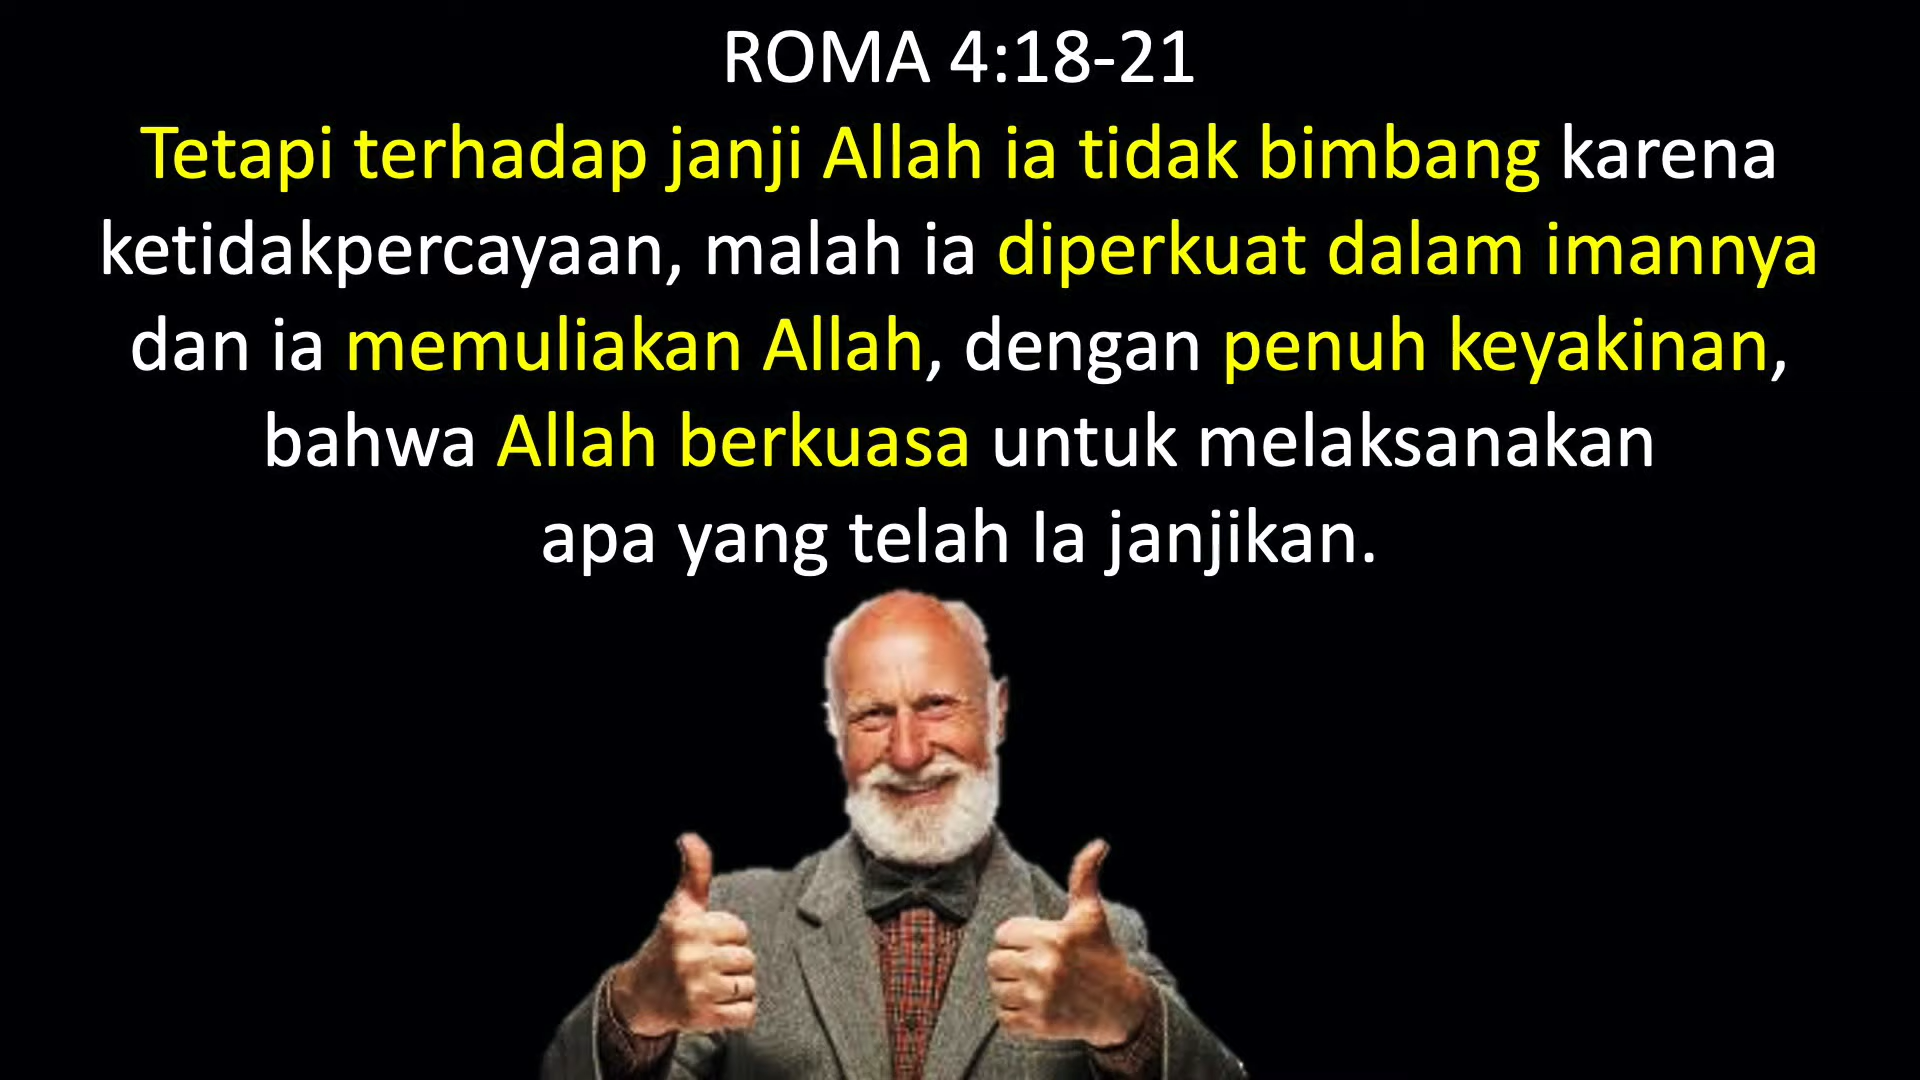 ROMA 4:18-21
Tetapi terhadap janji Allah ia tidak bimbang karena
ketidakpercayaan, malah ia diperkuat dalam imannya
dan ia memuliakan Allah, dengan penuh keyakinan,
bahwa Allah berkuasa untuk melaksanakan
apa yang telah Ia janjikan.